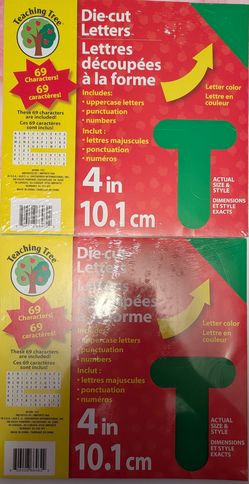 Teaching Tree
Die-cut
Letters
Lettres
découpées
à la forme
69
Characters!
69
caractères!
These 69 characters
are included!
Ces 69 caractères
sont inclus!
Includes:
• uppercase letters
• punctuation
• numbers
Inclut :
• lettres majuscules
• punctuation
• numéros
Letter color
Lettre en
couleur
4 in
10.1 cm
ACTUAL
SIZE &
STYLE
DIMENSIONS
ET STYLE
EXACTS
Teaching Tree
Die-cut
Letters
Lettres
découpées
à la forme
69
Characters!
69
caractères!
These 69 characters
are included!
Ces 69 caractères
sont inclus!
Includes:
• uppercase letters
• punctuation
• numbers
Inclut :
• lettres majuscules
• punctuation
• numéros
Letter color
Lettre en
couleur
4 in
10.1 cm
ACTUAL
SIZE &
STYLE
DIMENSIONS
ET STYLE
EXACTS